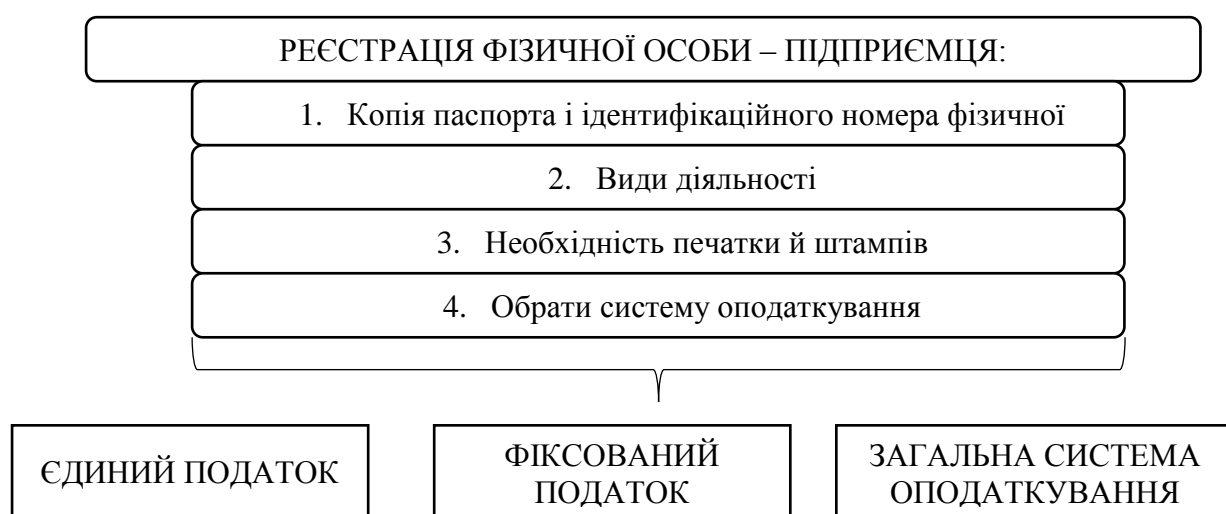 РЕЄСТРАЦІЯ ФІЗИЧНОЇ ОСОБИ – ПІДПРИЄМЦЯ:
1. Копія паспорта і ідентифікаційного номера фізичної
2. Види діяльності
3. Необхідність печатки й штампів
4. Обрати систему оподаткування
ЄДИНИЙ ПОДАТОК
ФІКСОВАНИЙ
ПОДАТОК
ЗАГАЛЬНА СИСТЕМА
ОПОДАТКУВАННЯ